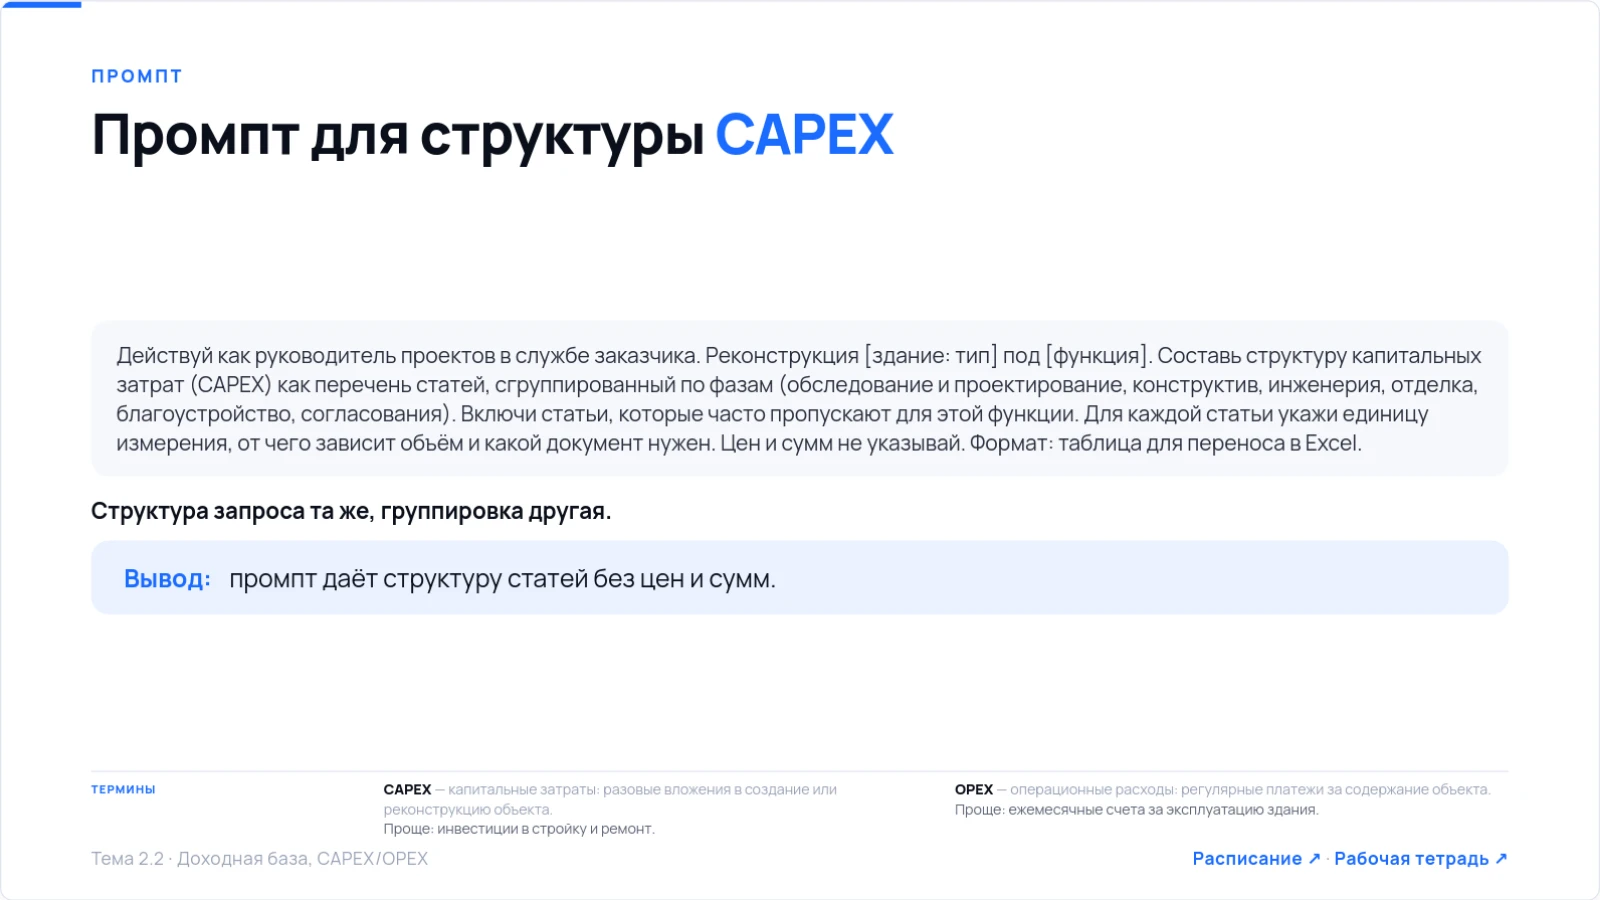 ПРОМПТ
Промпт для структуры CAPEX
Действуй как руководитель проектов в службе заказчика. Реконструкция [здание: тип] под [функция]. Составь структуру капитальных
затрат (CAPEX) как перечень статей, сгруппированный по фазам (обследование и проектирование, конструктив, инженерия, отделка,
благоустройство, согласования). Включи статьи, которые часто пропускают для этой функции. Для каждой статьи укажи единицу
измерения, от чего зависит объём и какой документ нужен. Цен и сумм не указывай. Формат: таблица для переноса в Excel.
Структура запроса та же, группировка другая.
Вывод: промпт даёт структуру статей без цен и сумм.
ТЕРМИНЫ
CAPEX — капитальные затраты: разовые вложения в создание или
реконструкцию объекта.
Проще: инвестиции в стройку и ремонт.
OPEX — операционные расходы: регулярные платежи за содержание объекта.
Проще: ежемесячные счета за эксплуатацию здания.
Тема 2.2 · Доходная база, CAPEX/OPEX
Расписание ↗ · Рабочая тетрадь ↗